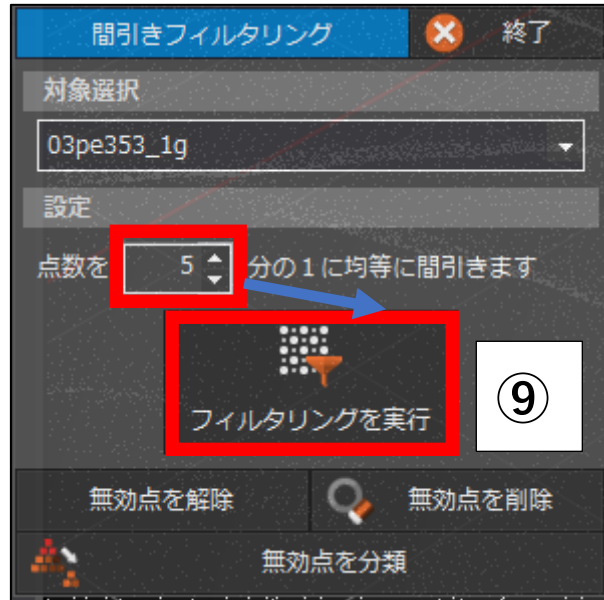 間引きフィルタリング 終了
対象選択
03pe353_1g
設定
点数を 5 分の1に均等に間引きます
フィルタリングを実行
⑨
無効点を解除 無効点を削除
無効点を分類